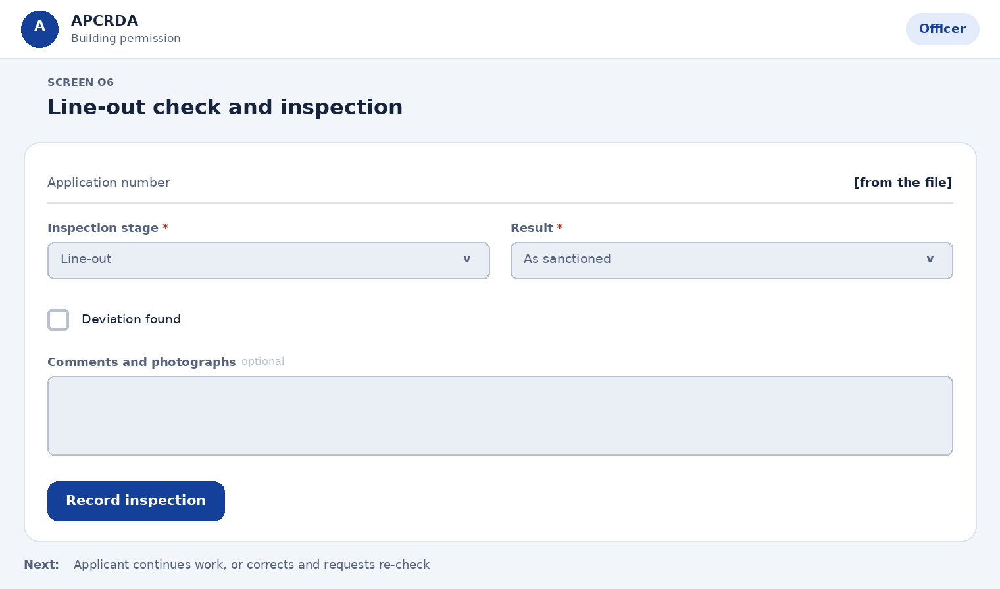 A
APCRDA
Building permission
Officer
SCREEN O6
Line-out check and inspection
Application number [from the file]
Inspection stage * Result *
Line-out v As sanctioned v
Deviation found
Comments and photographs optional
Record inspection
Next: Applicant continues work, or corrects and requests re-check